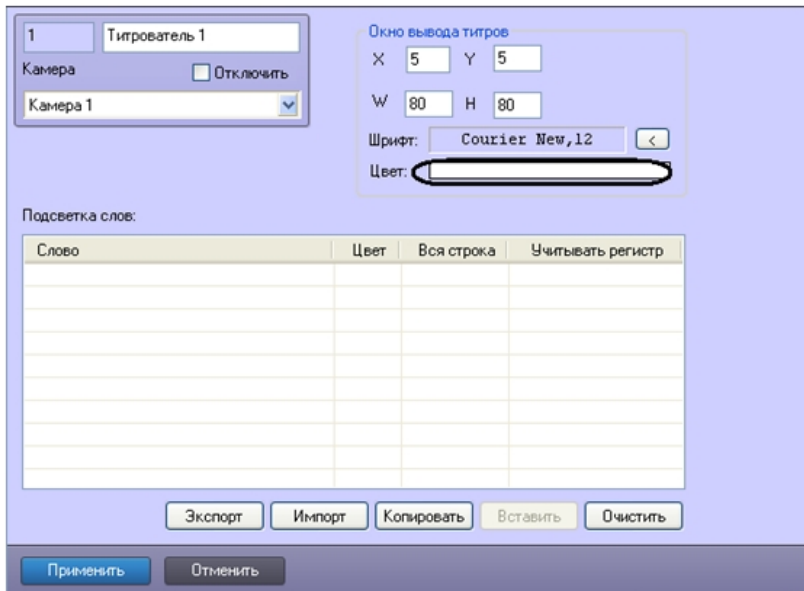 1 Титрователь 1
Камера Отключить
Камера 1
Окно вывода титров
X 5 Y 5
W 80 H 80
Шрифт: Courier New,12 <
Цвет:
Подсветка слов:
Слово Цвет Вся строка Учитывать регистр
Экспорт Импорт Копировать Вставить Очистить
Применить Отменить